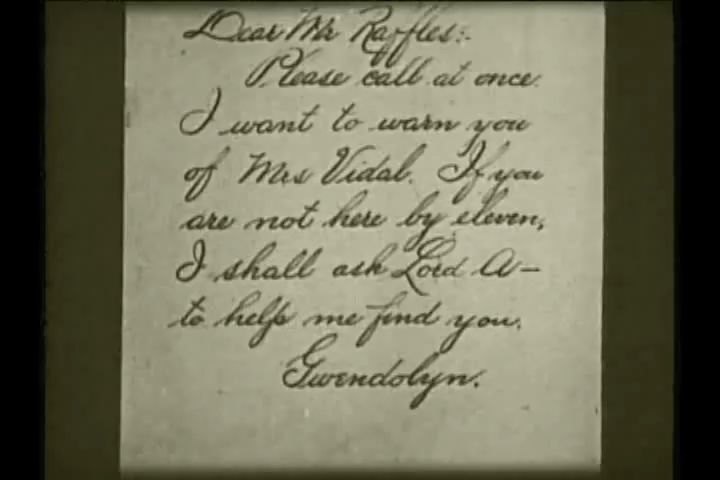 Dear Mr Raffles:
Please call at once.
I want to warn you
of Mrs Vidal. If you
are not here by eleven,
I shall ask Lord A—
to help me find you.
Gwendolyn.